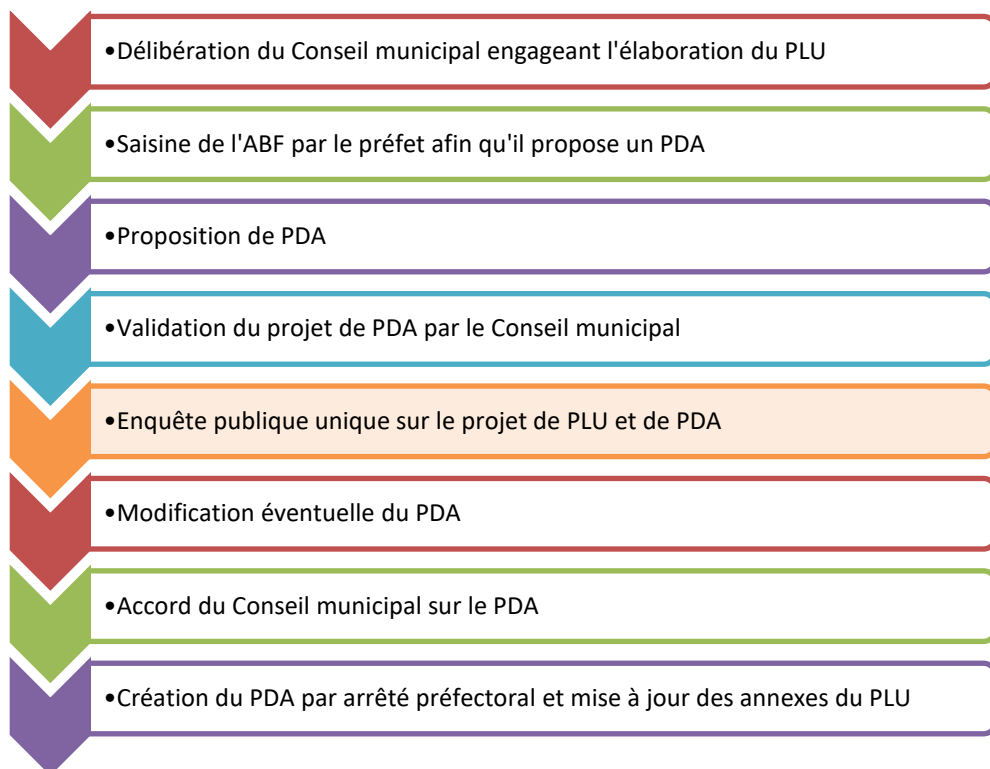 •Délibération du Conseil municipal engageant l'élaboration du PLU
•Saisine de l'ABF par le préfet afin qu'il propose un PDA
•Proposition de PDA
•Validation du projet de PDA par le Conseil municipal
•Enquête publique unique sur le projet de PLU et de PDA
•Modification éventuelle du PDA
•Accord du Conseil municipal sur le PDA
•Création du PDA par arrêté préfectoral et mise à jour des annexes du PLU